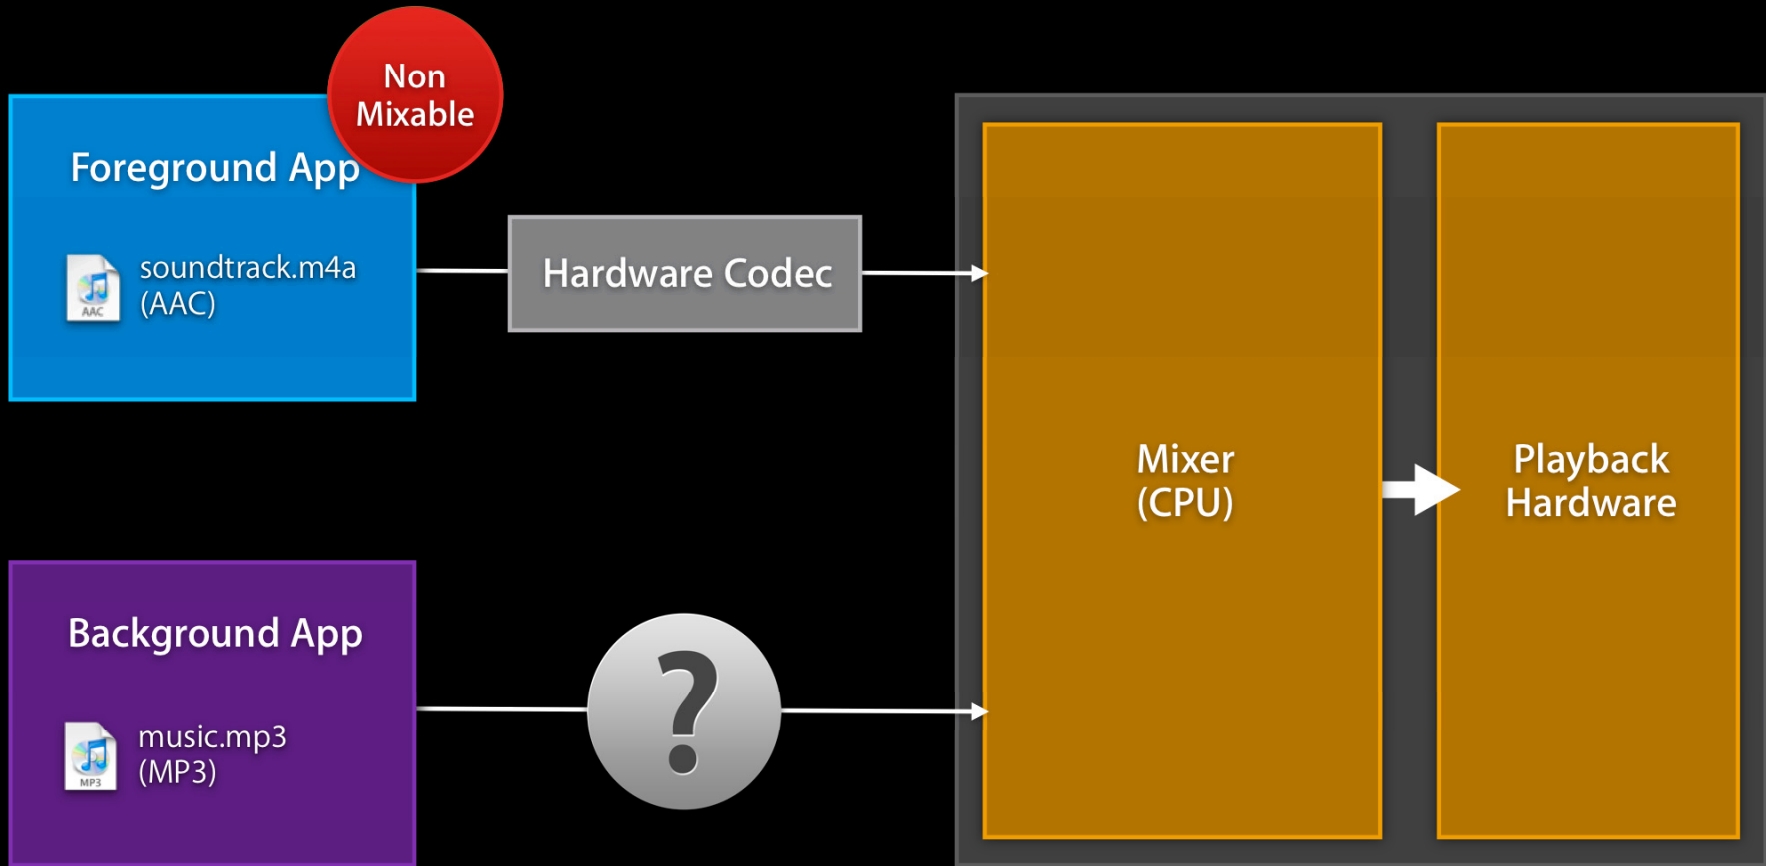 Non
Mixable
Foreground App
soundtrack.m4a
(AAC)
AAC
Hardware Codec
Mixer
(CPU)
Playback
Hardware
Background App
music.mp3
(MP3)
MP3
?